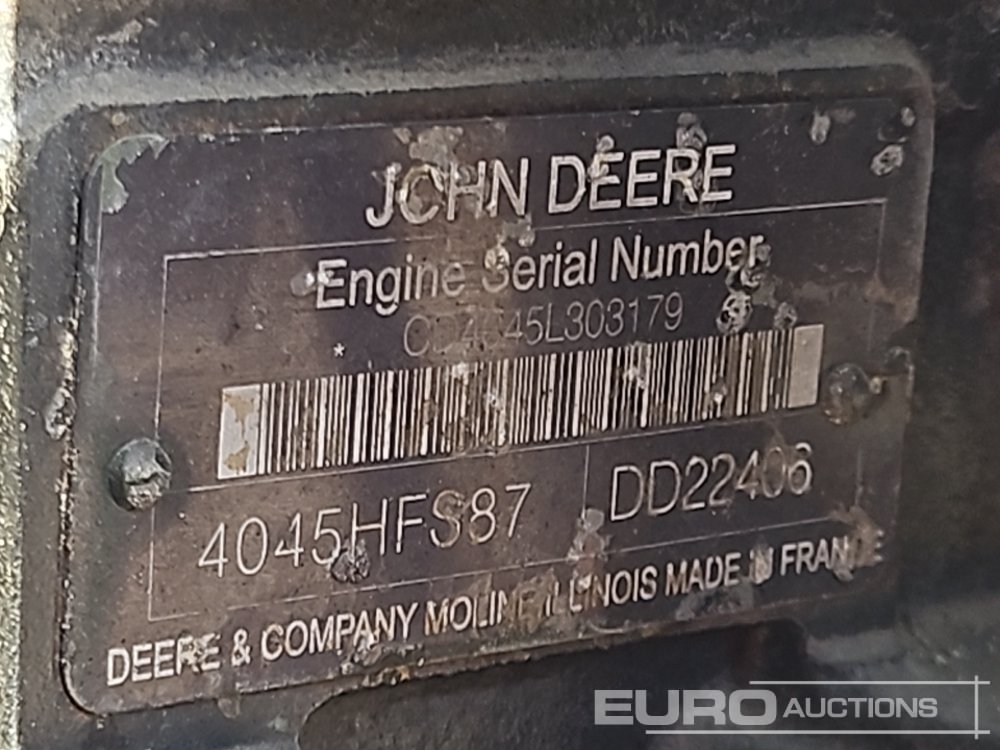 JOHN DEERE
Engine Serial Number
*
4045HFS87
DD22406
DEERE & COMPANY MOLINE ILLINOIS MADE IN FRANCE
EURO AUCTIONS